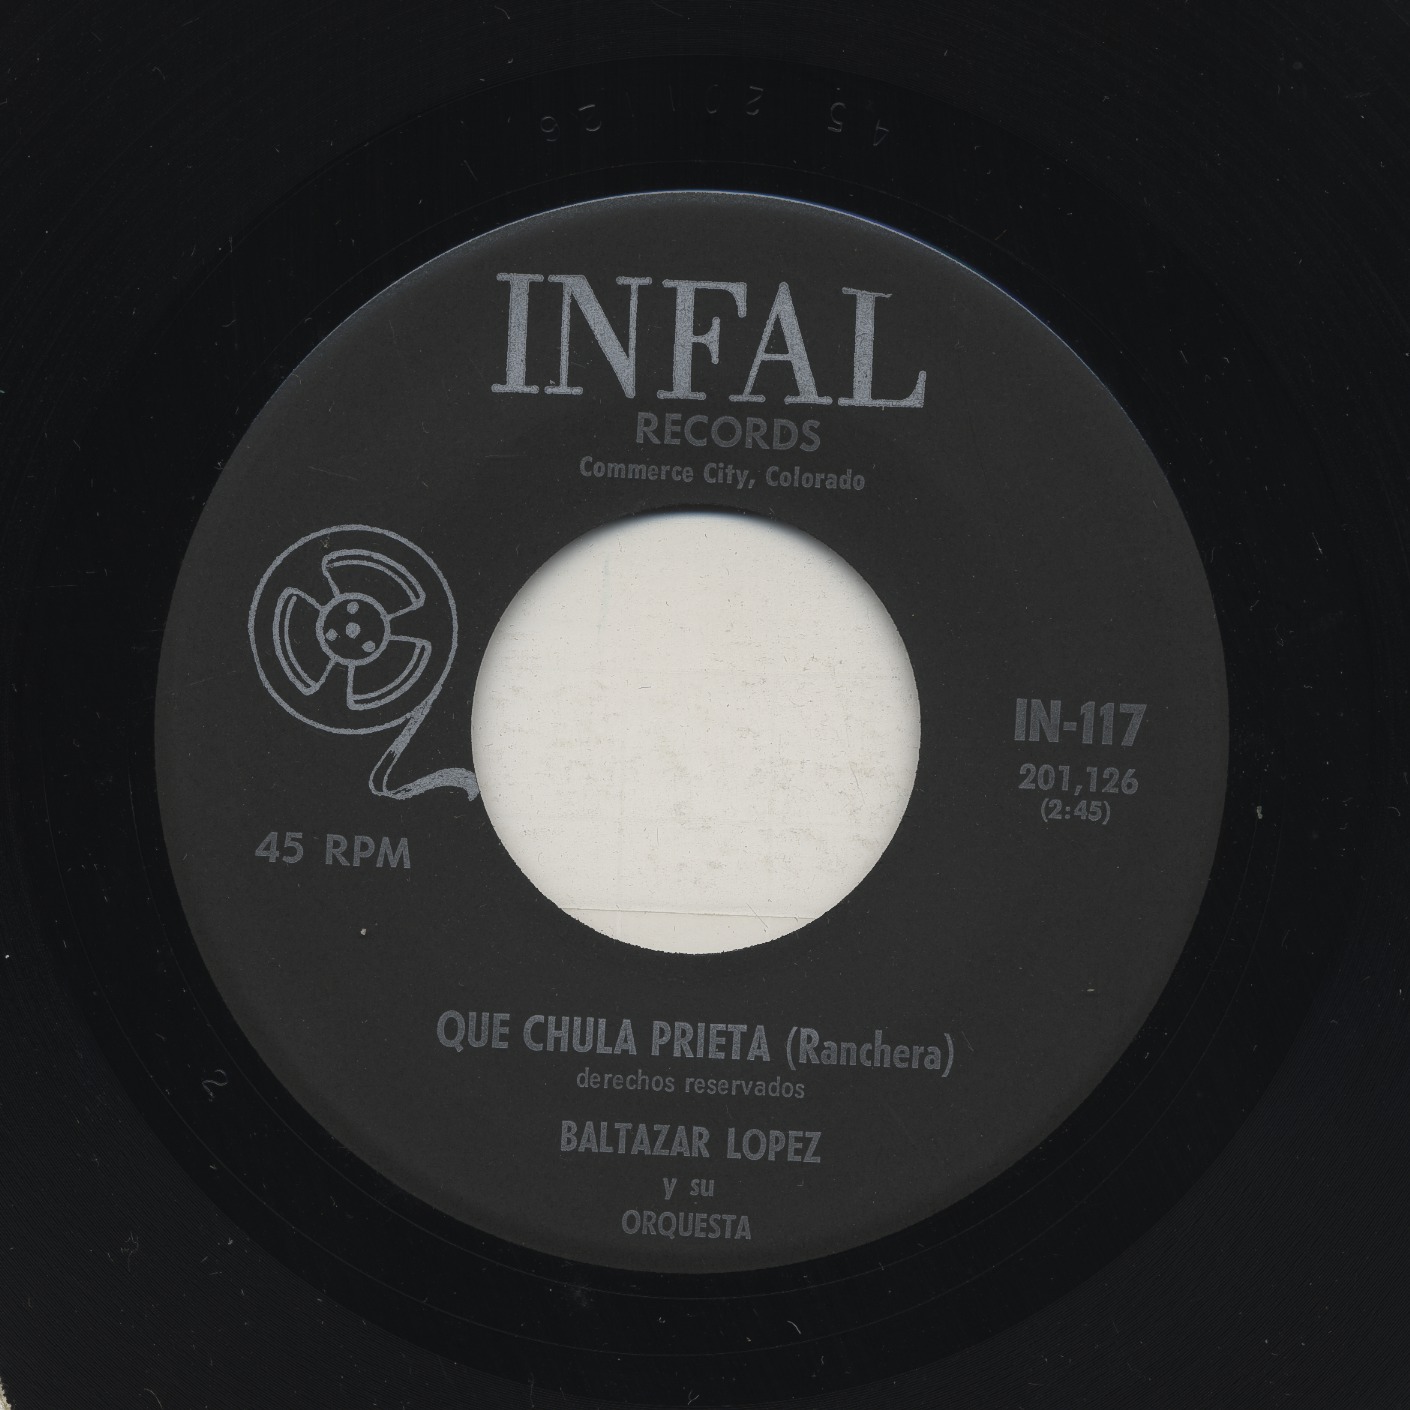 INFAL
RECORDS
Commerce City, Colorado
IN-117
201,126
(2:45)
45 RPM
QUE CHULA PRIETA (Ranchera)
derechos reservados
BALTAZAR LOPEZ
y su
ORQUESTA